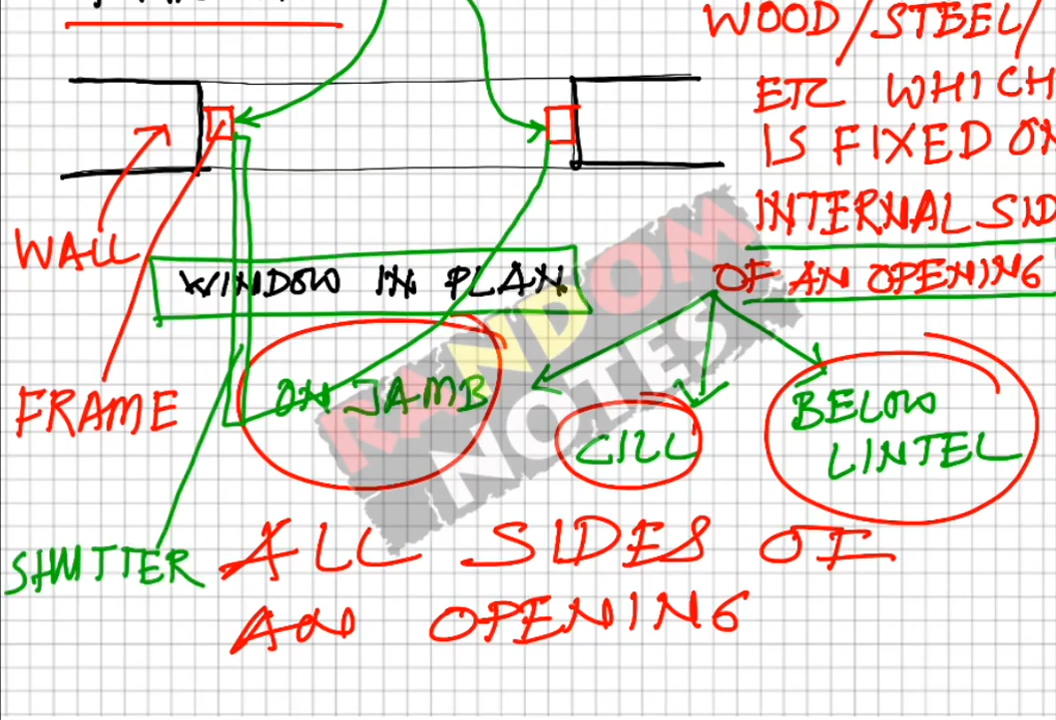 WOOD/STEEL/
ETC WHICH
IS FIXED ON
INTERNAL SID
OF AN OPENING
WALL
WINDOW IN PLAN
FRAME
ON JAMB
CILL
BELOW
LINTEL
SHUTTER
ALL SIDES OF
AN OPENING
RANDOM
NOTES